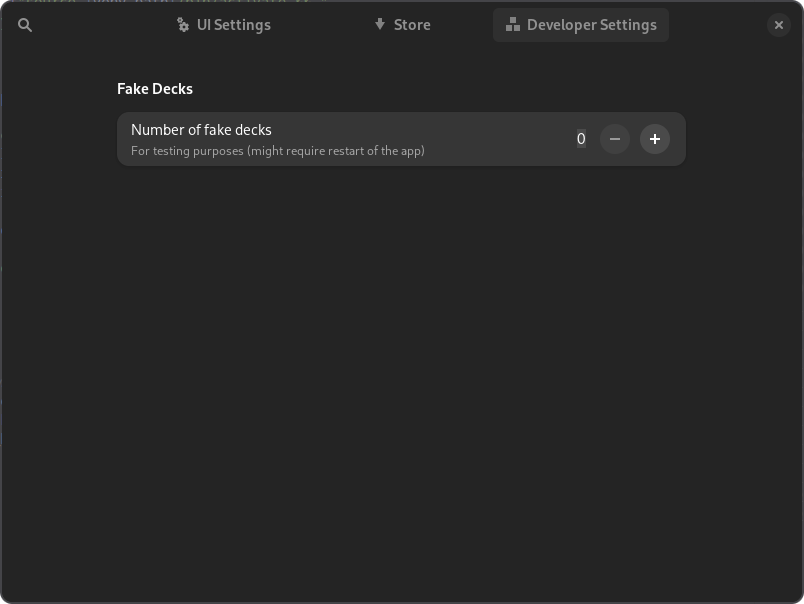 UI Settings
Store
Developer Settings
Fake Decks
Number of fake decks
For testing purposes (might require restart of the app)
0